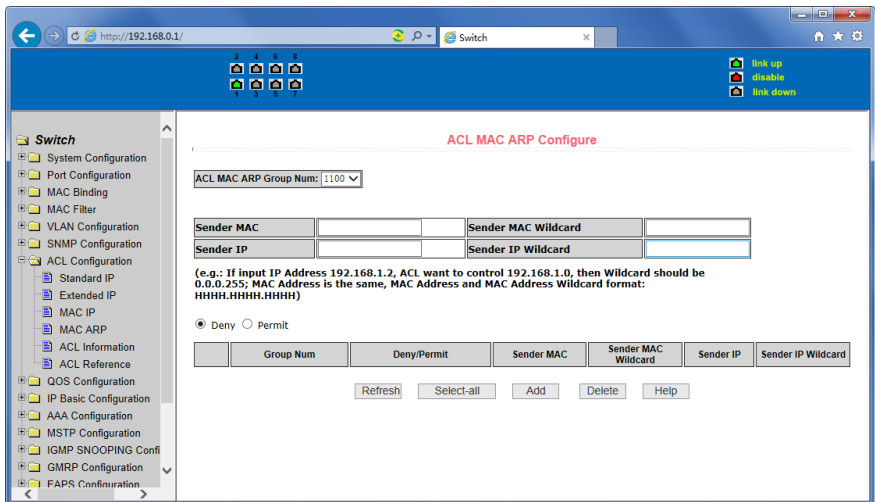 http://192.168.0.1/
Switch
2 4 6 8
1 3 5 7
link up
disable
link down
Switch
System Configuration
Port Configuration
MAC Binding
MAC Filter
VLAN Configuration
SNMP Configuration
ACL Configuration
Standard IP
Extended IP
MAC IP
MAC ARP
ACL Information
ACL Reference
QOS Configuration
IP Basic Configuration
AAA Configuration
MSTP Configuration
IGMP SNOOPING Confi
GMRP Configuration
EAPS Configuration
ACL MAC ARP Configure
ACL MAC ARP Group Num: 1100
Sender MAC Sender MAC Wildcard
Sender IP Sender IP Wildcard
(e.g.: If input IP Address 192.168.1.2, ACL want to control 192.168.1.0, then Wildcard should be
0.0.0.255; MAC Address is the same, MAC Address and MAC Address Wildcard format:
HHHH.HHHH.HHHH)
Deny Permit
Group Num Deny/Permit Sender MAC Sender MAC Wildcard Sender IP Sender IP Wildcard
Refresh Select-all Add Delete Help